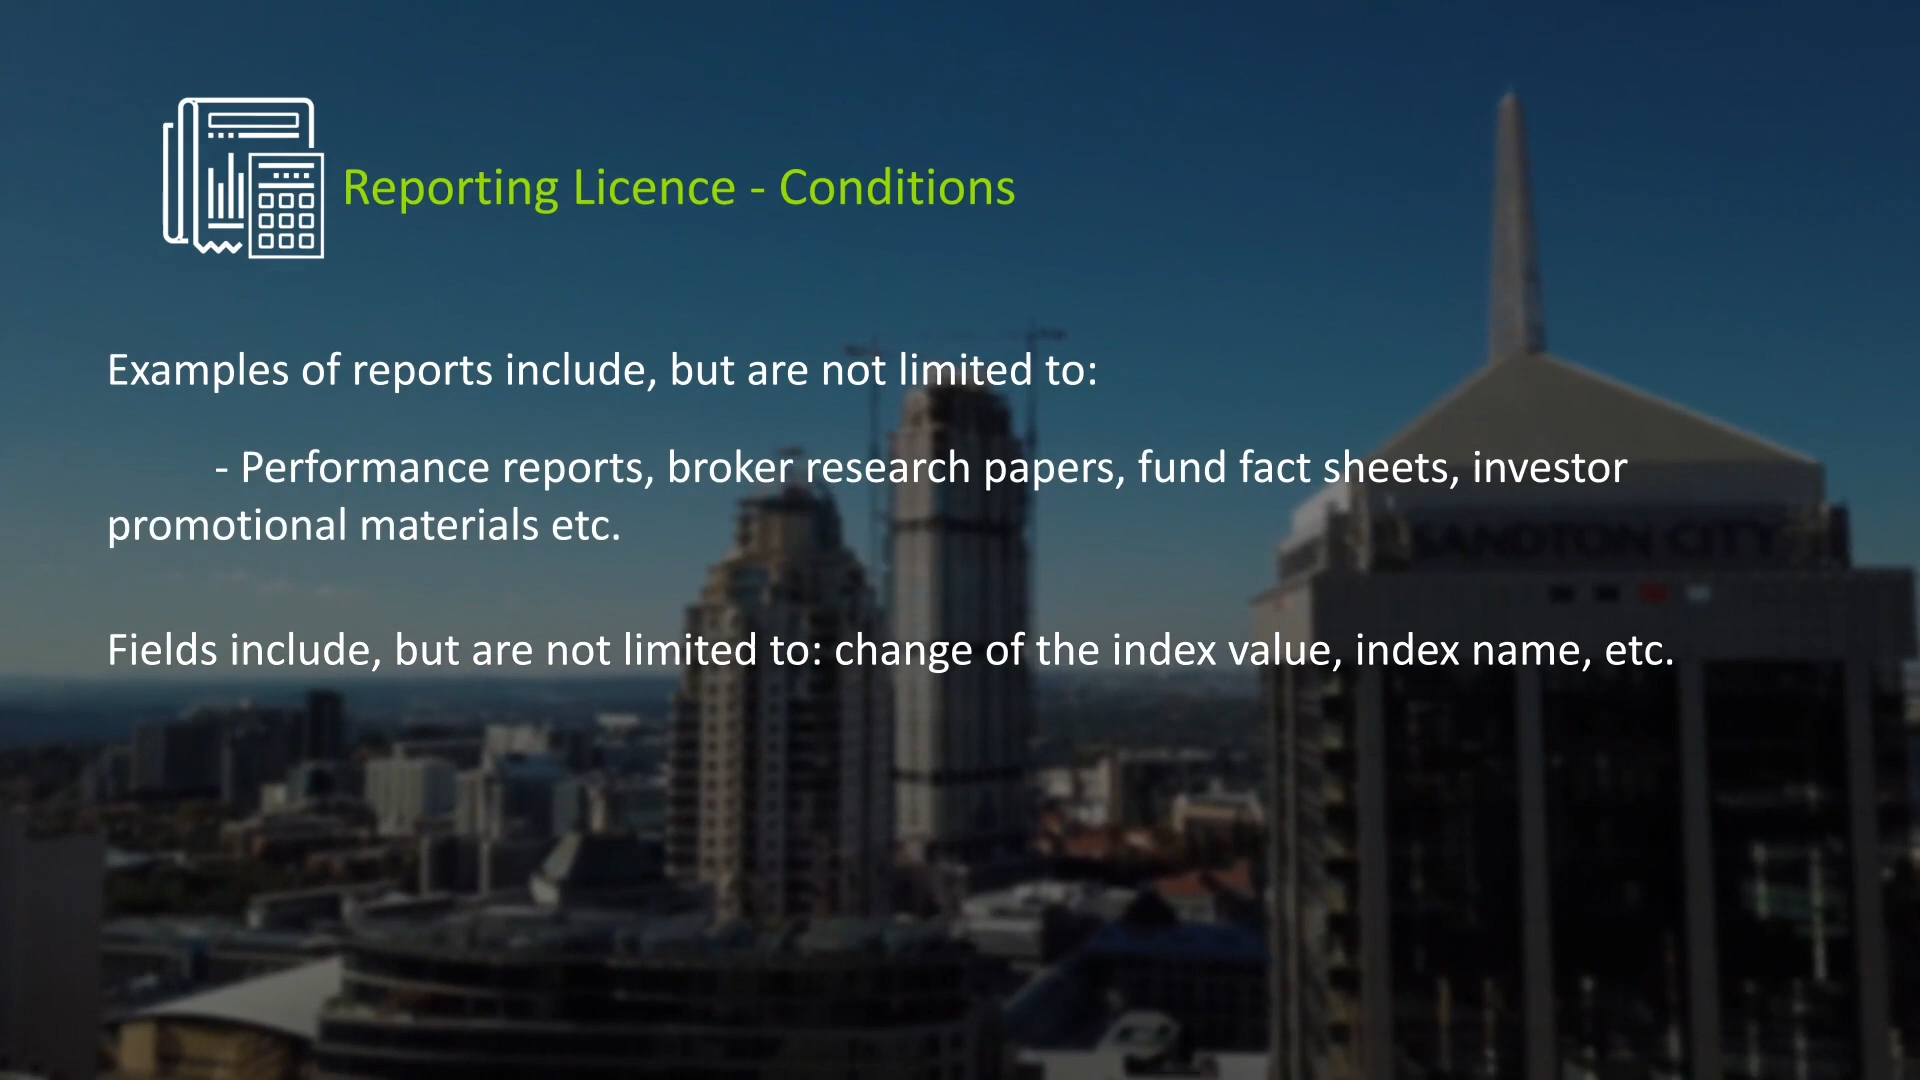 Reporting Licence - Conditions
Examples of reports include, but are not limited to:
- Performance reports, broker research papers, fund fact sheets, investor
promotional materials etc.
SANDTON CITY
Fields include, but are not limited to: change of the index value, index name, etc.